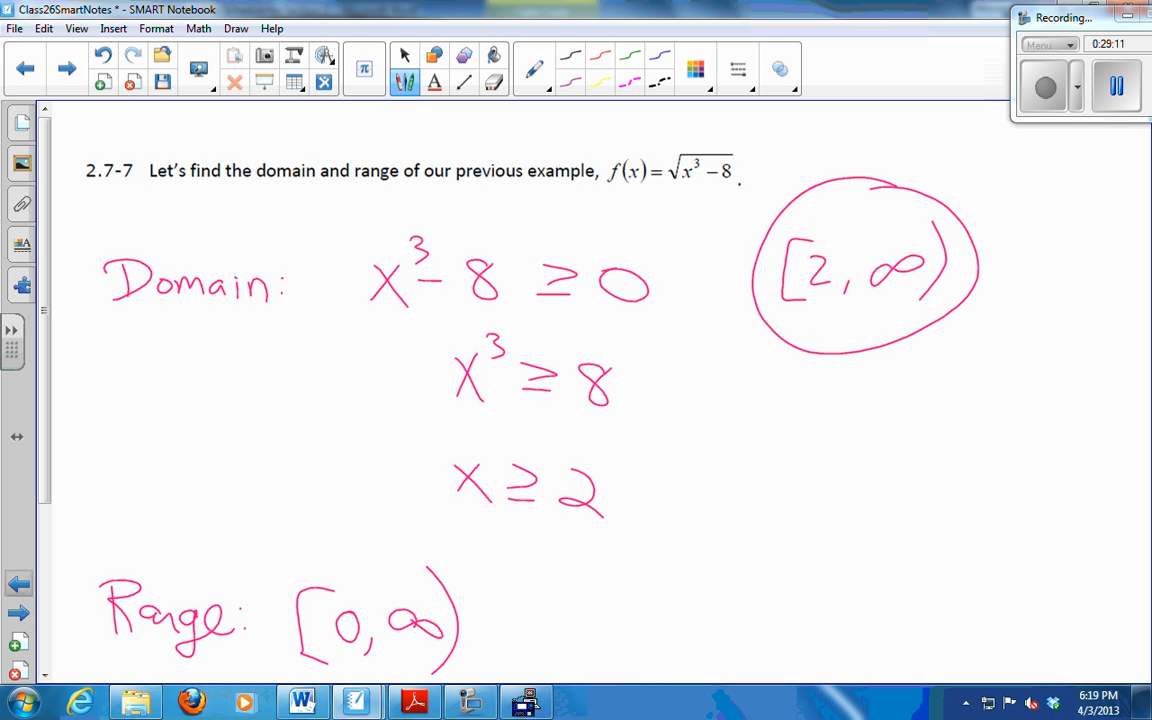 Class26SmartNotes * - SMART Notebook
Recording...
File Edit View Insert Format Math Draw Help
Menu
0:29:11
π
A
2.7-7 Let's find the domain and range of our previous example, f(x) = √(x³ − 8) .
Domain: x³ - 8 ≥ 0
[2, ∞)
x³ ≥ 8
x ≥ 2
Range: [0, ∞)
6:19 PM
4/3/2013